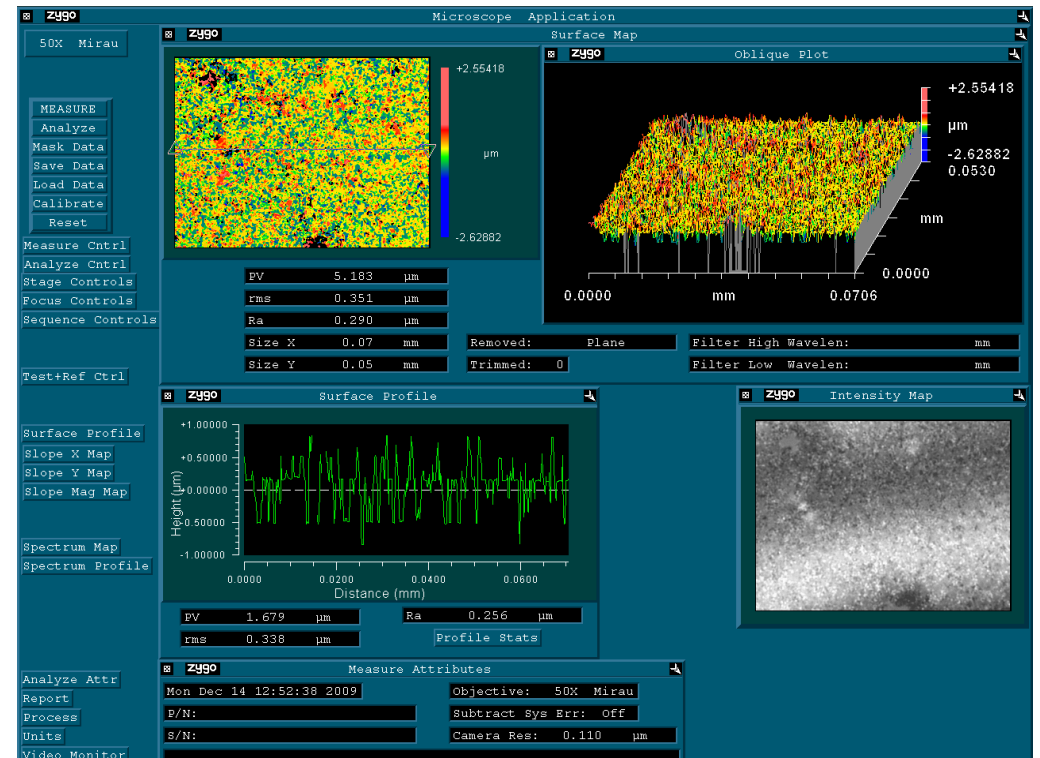 zygo Microscope Application
50X Mirau
MEASURE
Analyze
Mask Data
Save Data
Load Data
Calibrate
Reset
Measure Cntrl
Analyze Cntrl
Stage Controls
Focus Controls
Sequence Controls
Test+Ref Ctrl
Surface Profile
Slope X Map
Slope Y Map
Slope Mag Map
Spectrum Map
Spectrum Profile
Analyze Attr
Report
Process
Units
Video Monitor
zygo Surface Map
+2.55418
µm
-2.62882
zygo Oblique Plot
+2.55418
µm
-2.62882
0.0530
mm
0.0000
0.0000 mm 0.0706
PV 5.183 µm
rms 0.351 µm
Ra 0.290 µm
Size X 0.07 mm
Size Y 0.05 mm
Removed: Plane
Trimmed: 0
Filter High Wavelen: mm
Filter Low Wavelen: mm
zygo Surface Profile
+1.00000
+0.50000
+0.00000
-0.50000
-1.00000
Height (µm)
0.0000 0.0200 0.0400 0.0600
Distance (mm)
PV 1.679 µm
rms 0.338 µm
Ra 0.256 µm
Profile Stats
zygo Intensity Map
zygo Measure Attributes
Mon Dec 14 12:52:38 2009
P/N:
S/N:
Objective: 50X Mirau
Subtract Sys Err: Off
Camera Res: 0.110 µm